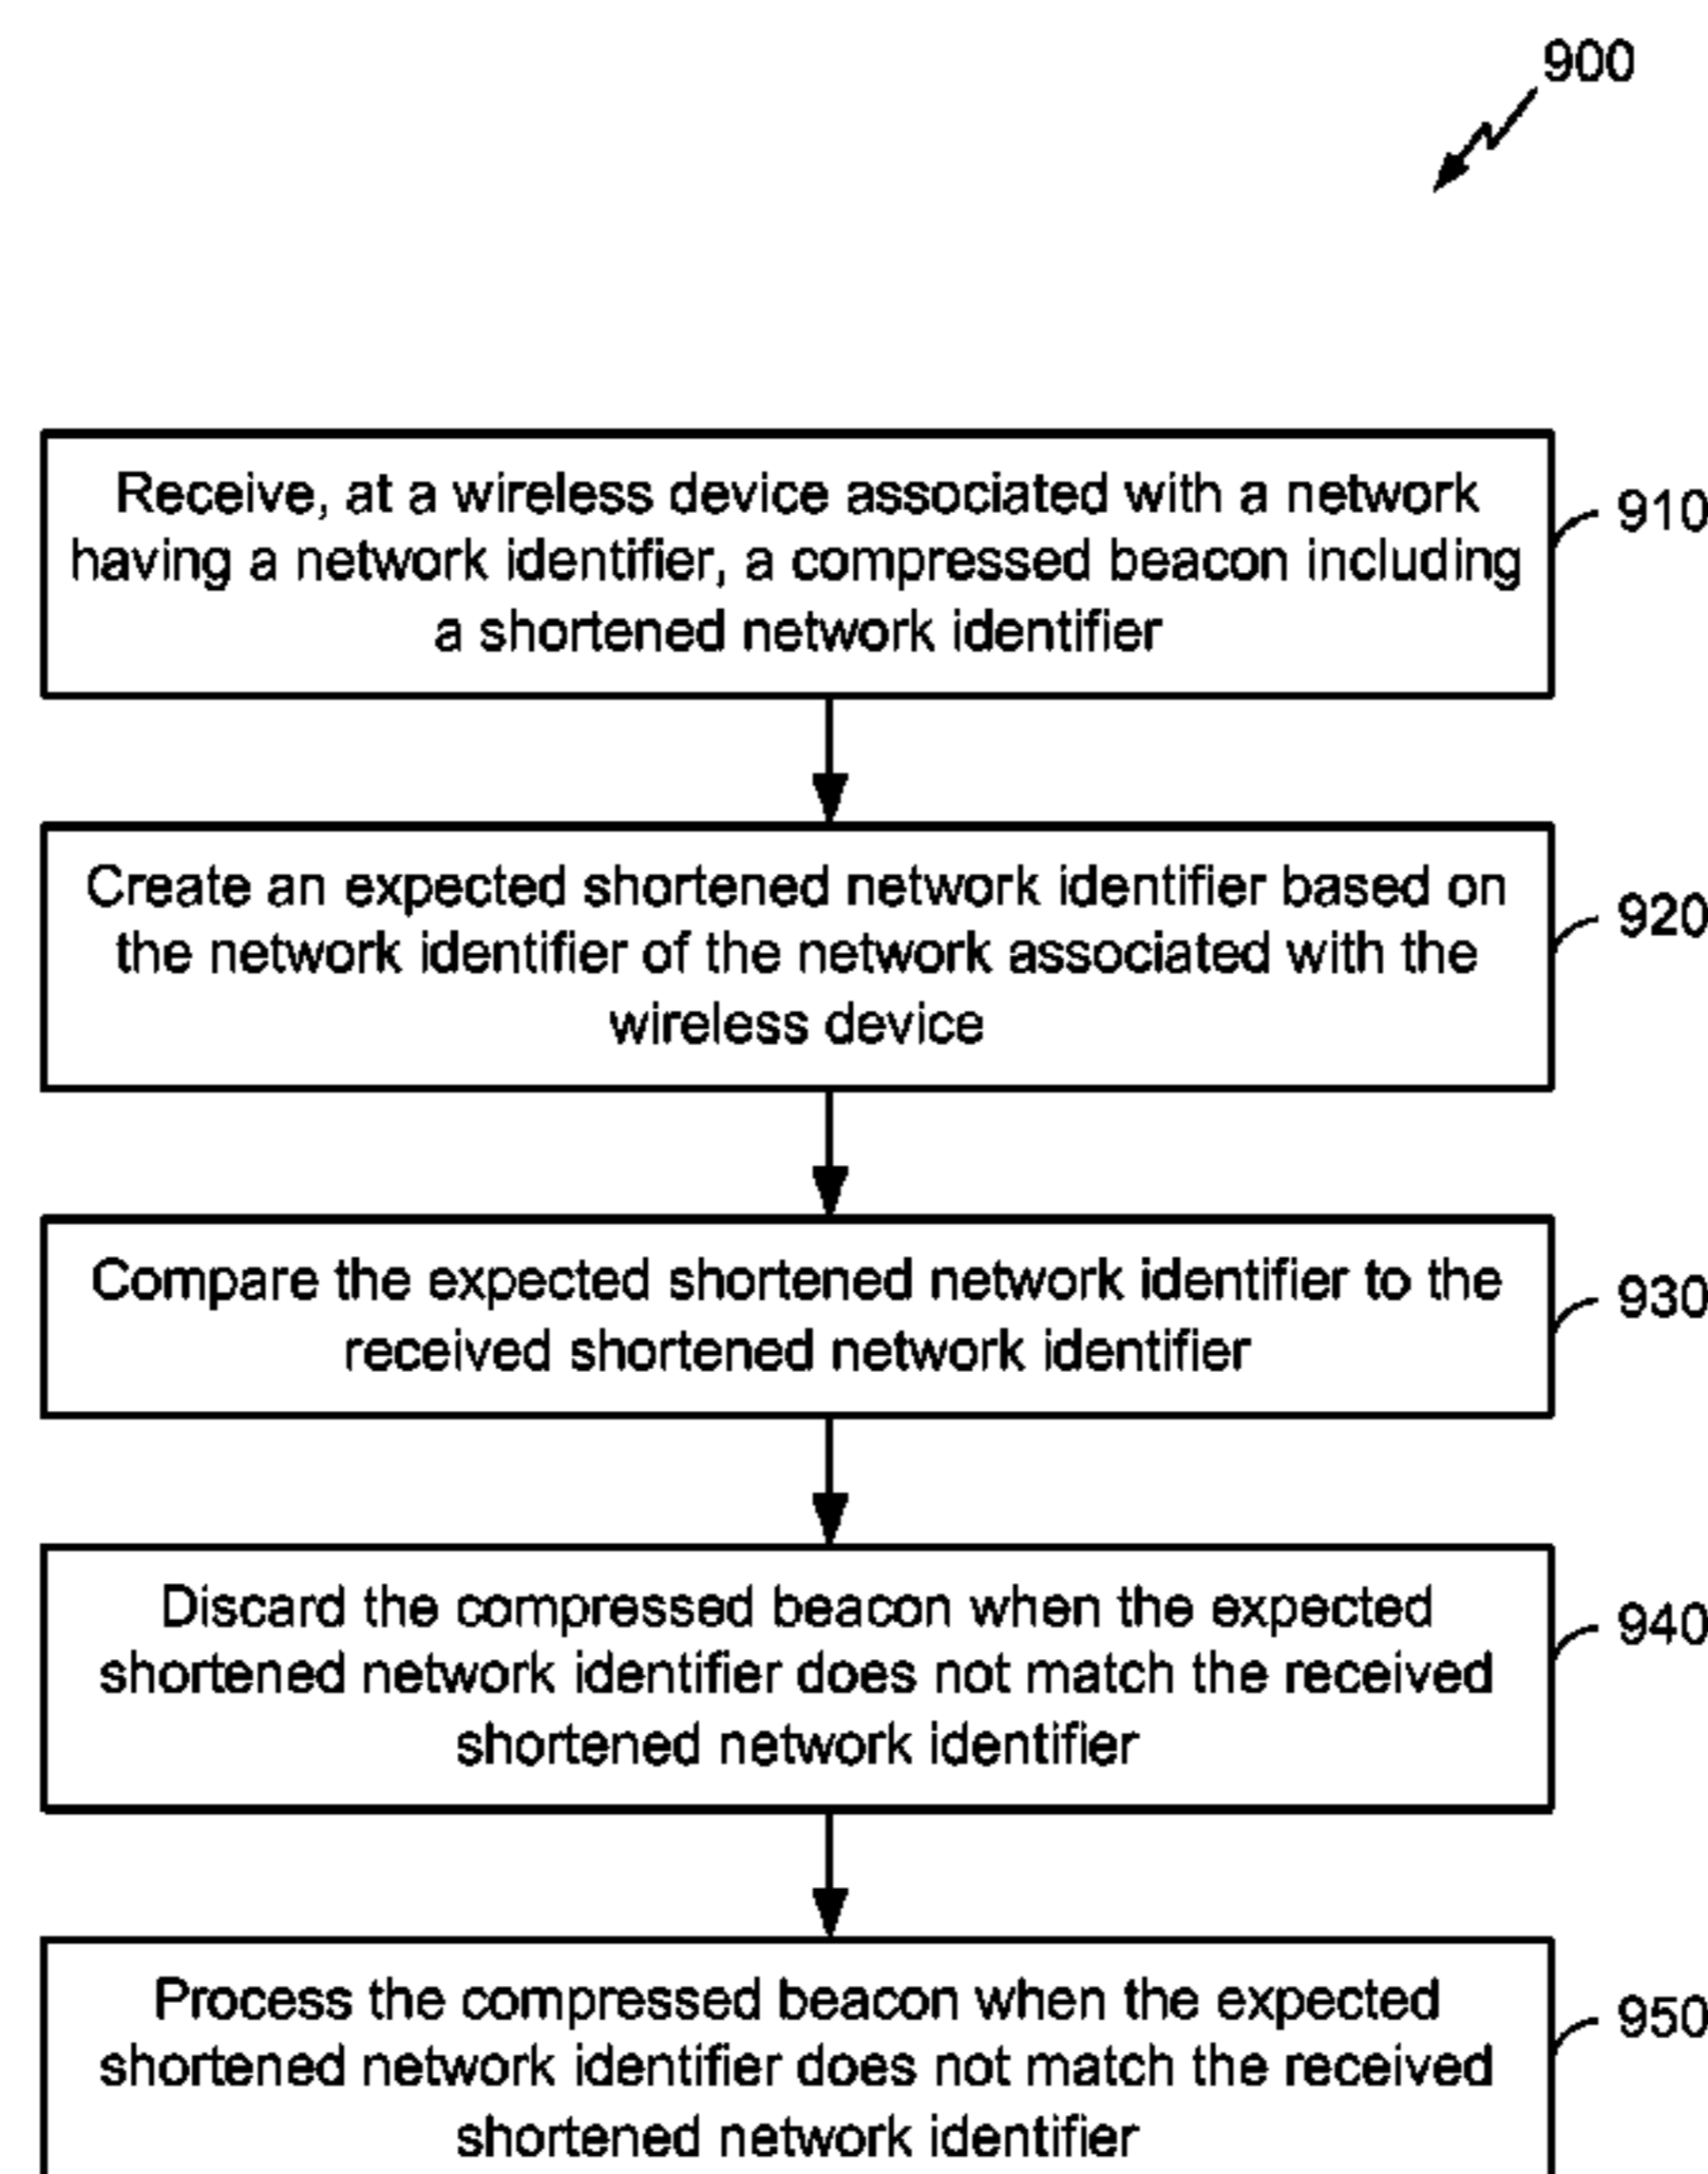 900
Receive, at a wireless device associated with a network
having a network identifier, a compressed beacon including
a shortened network identifier
910
Create an expected shortened network identifier based on
the network identifier of the network associated with the
wireless device
920
Compare the expected shortened network identifier to the
received shortened network identifier
930
Discard the compressed beacon when the expected
shortened network identifier does not match the received
shortened network identifier
940
Process the compressed beacon when the expected
shortened network identifier does not match the received
shortened network identifier
950